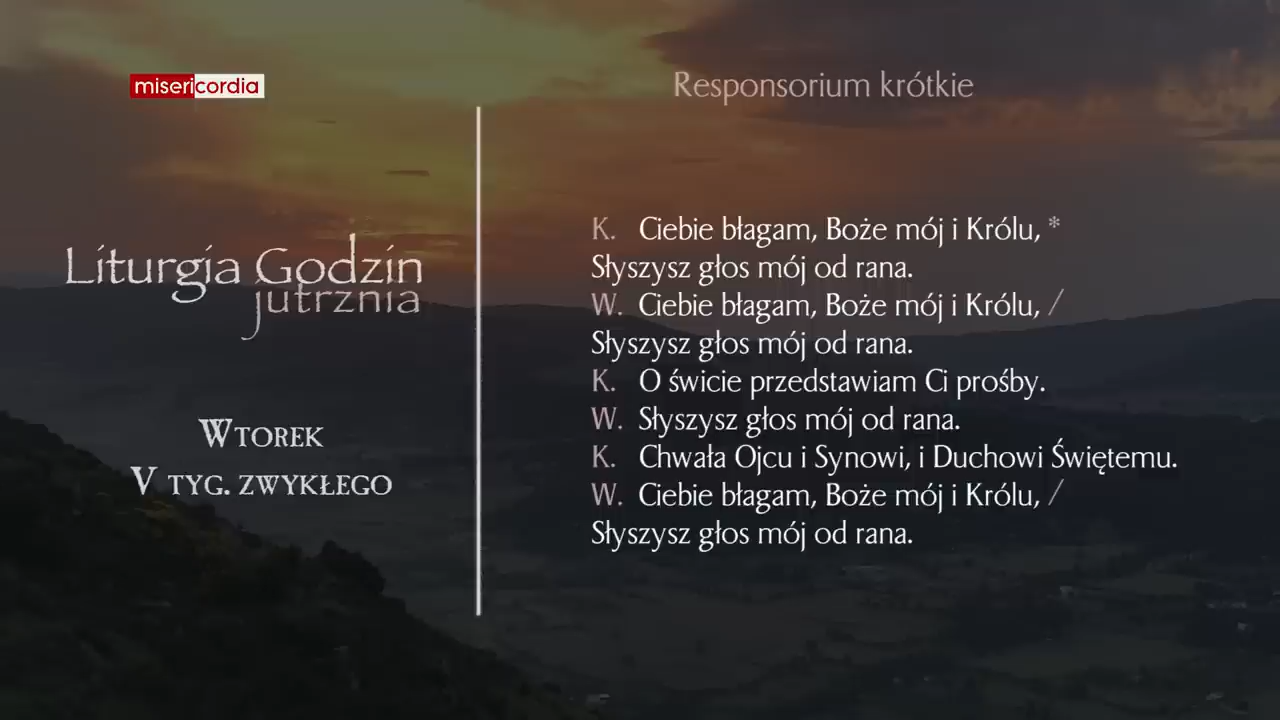 misericordia
Liturgia Godzin
jutrznia
Wtorek
V tyg. zwykłego
Responsorium krótkie
K. Ciebie błagam, Boże mój i Królu, *
Słyszysz głos mój od rana.
W. Ciebie błagam, Boże mój i Królu, /
Słyszysz głos mój od rana.
K. O świcie przedstawiam Ci prośby.
W. Słyszysz głos mój od rana.
K. Chwała Ojcu i Synowi, i Duchowi Świętemu.
W. Ciebie błagam, Boże mój i Królu, /
Słyszysz głos mój od rana.